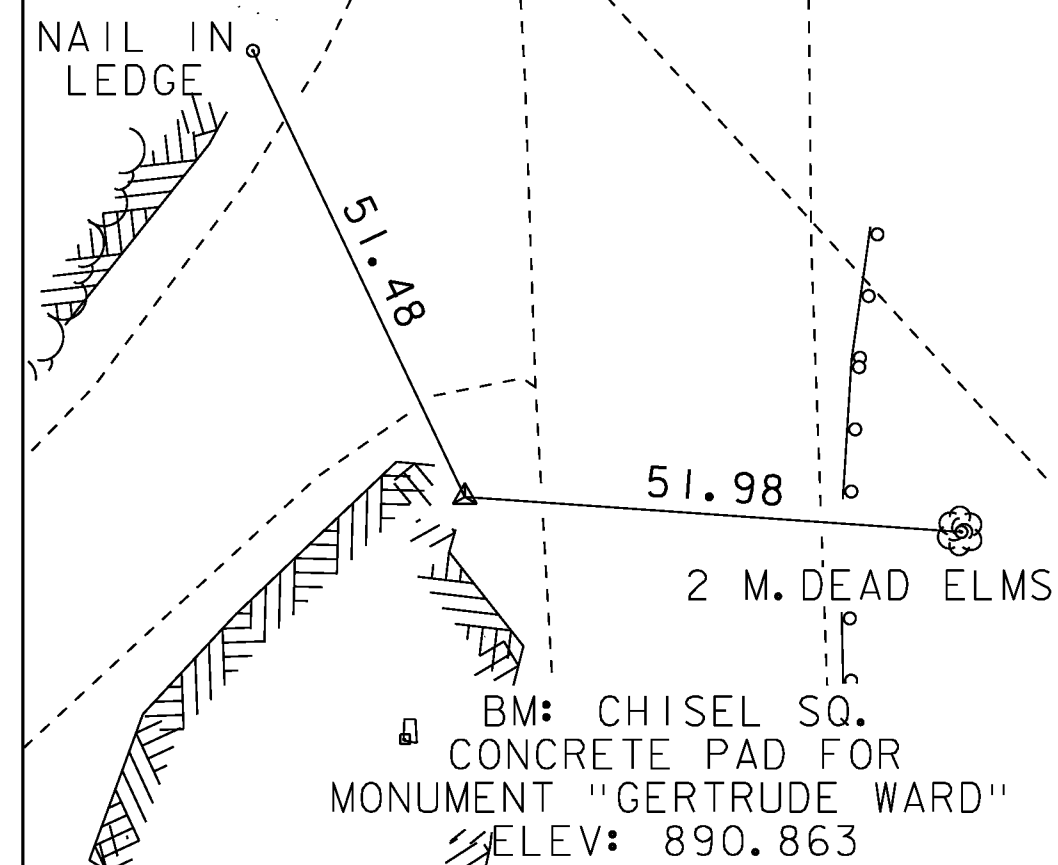 NAIL IN
LEDGE
51.48
51.98
2 M. DEAD ELMS
BM: CHISEL SQ.
CONCRETE PAD FOR
MONUMENT "GERTRUDE WARD"
ELEV: 890.863